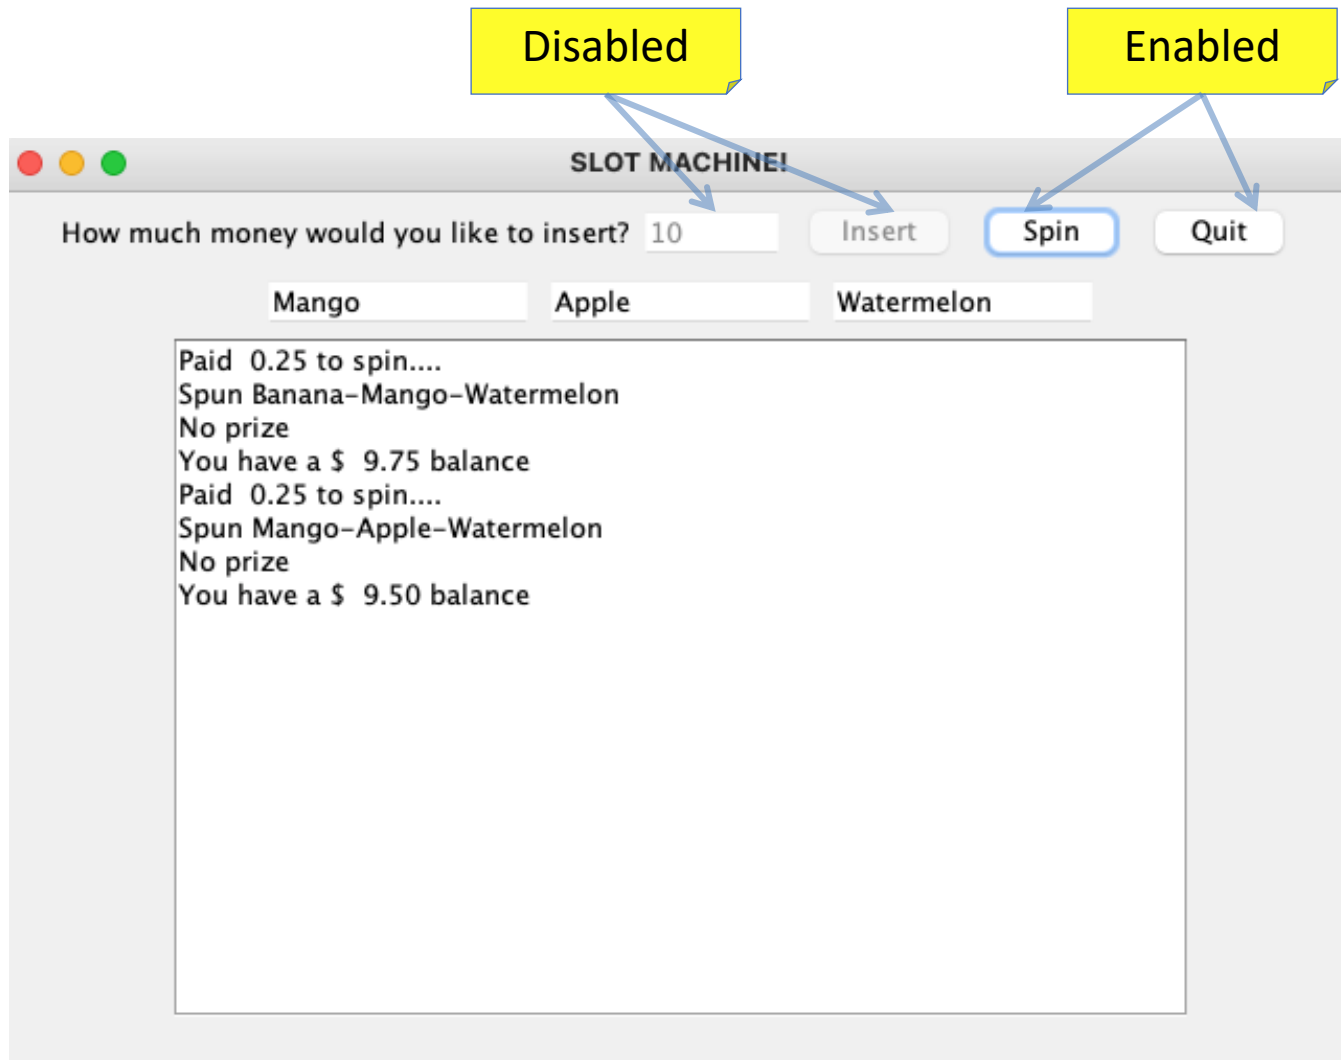 Disabled
Enabled
SLOT MACHINE!
How much money would you like to insert? 10 Insert Spin Quit
Mango Apple Watermelon
Paid  0.25 to spin....
Spun Banana-Mango-Watermelon
No prize
You have a $  9.75 balance
Paid  0.25 to spin....
Spun Mango-Apple-Watermelon
No prize
You have a $  9.50 balance